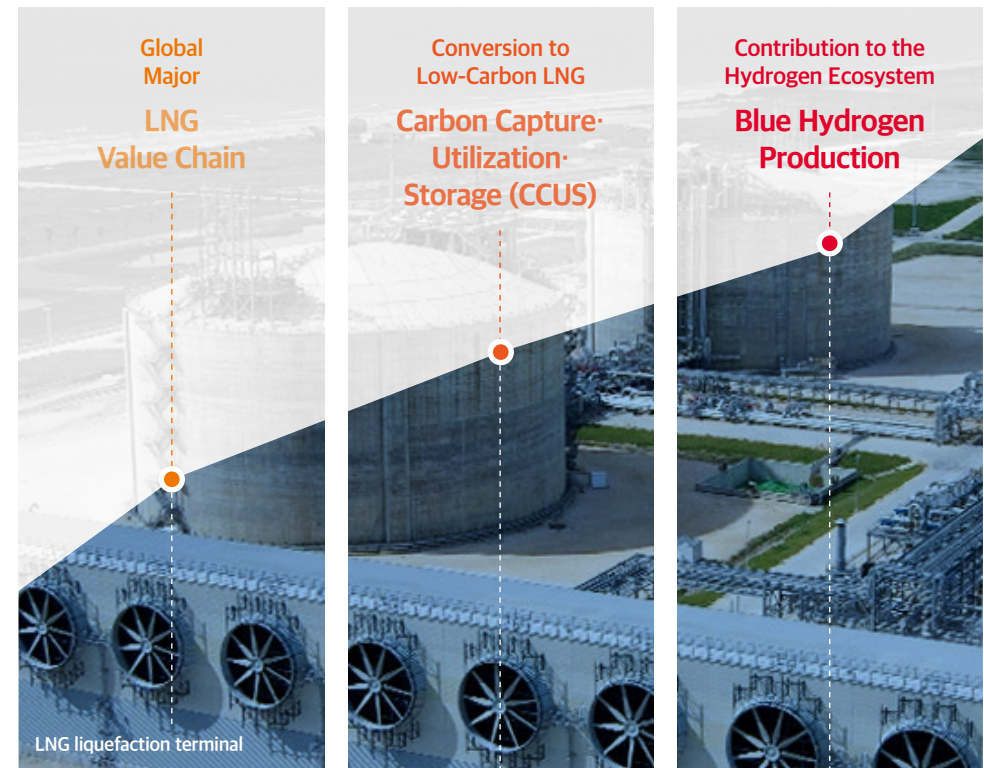 Global
Major
LNG
Value Chain
Conversion to
Low-Carbon LNG
Carbon Capture·
Utilization·
Storage (CCUS)
Contribution to the
Hydrogen Ecosystem
Blue Hydrogen
Production
LNG liquefaction terminal